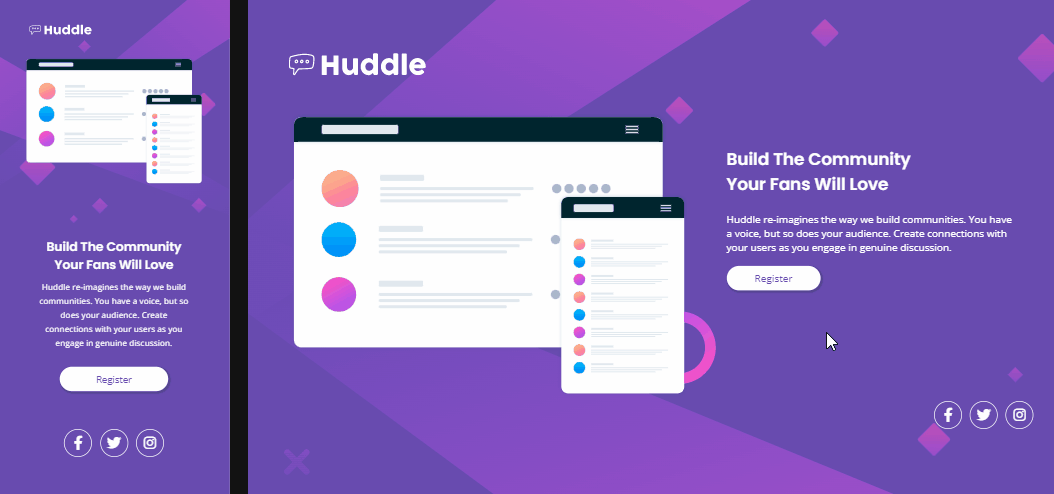 Huddle
Build The Community
Your Fans Will Love
Huddle re-imagines the way we build
communities. You have a voice, but so
does your audience. Create
connections with your users as you
engage in genuine discussion.
Register
Huddle
Build The Community
Your Fans Will Love
Huddle re-imagines the way we build communities. You have
a voice, but so does your audience. Create connections with
your users as you engage in genuine discussion.
Register